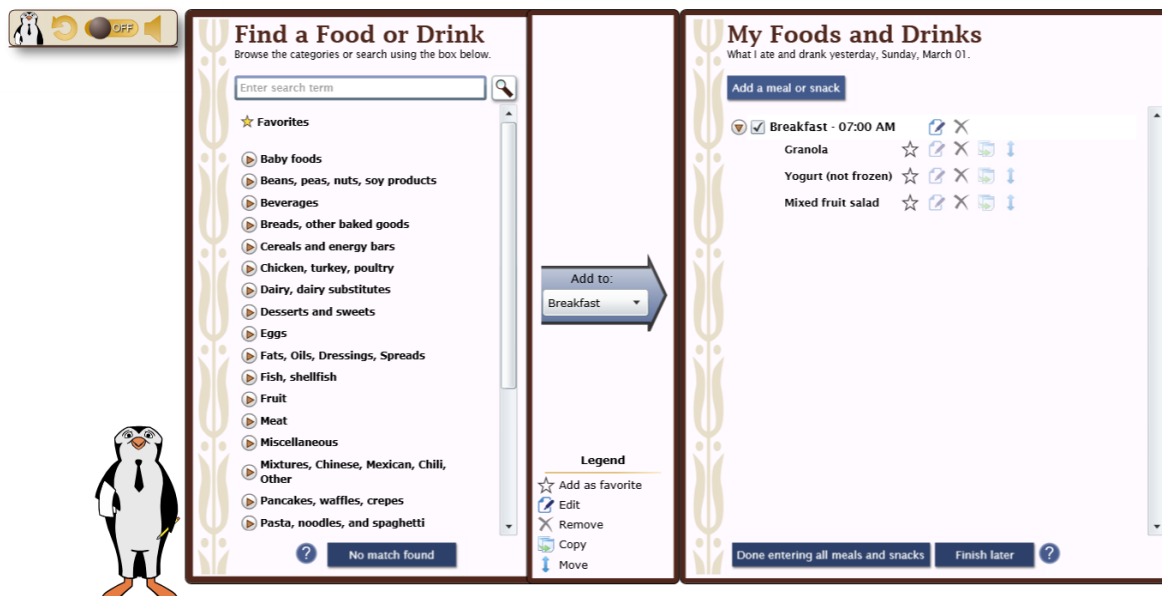 OFF
Find a Food or Drink
Browse the categories or search using the box below.
Enter search term
Favorites
Baby foods
Beans, peas, nuts, soy products
Beverages
Breads, other baked goods
Cereals and energy bars
Chicken, turkey, poultry
Dairy, dairy substitutes
Desserts and sweets
Eggs
Fats, Oils, Dressings, Spreads
Fish, shellfish
Fruit
Meat
Miscellaneous
Mixtures, Chinese, Mexican, Chili,
Other
Pancakes, waffles, crepes
Pasta, noodles, and spaghetti
? No match found
Add to:
Breakfast
Legend
Add as favorite
Edit
Remove
Copy
Move
My Foods and Drinks
What I ate and drank yesterday, Sunday, March 01.
Add a meal or snack
Breakfast - 07:00 AM
Granola
Yogurt (not frozen)
Mixed fruit salad
Done entering all meals and snacks Finish later ?